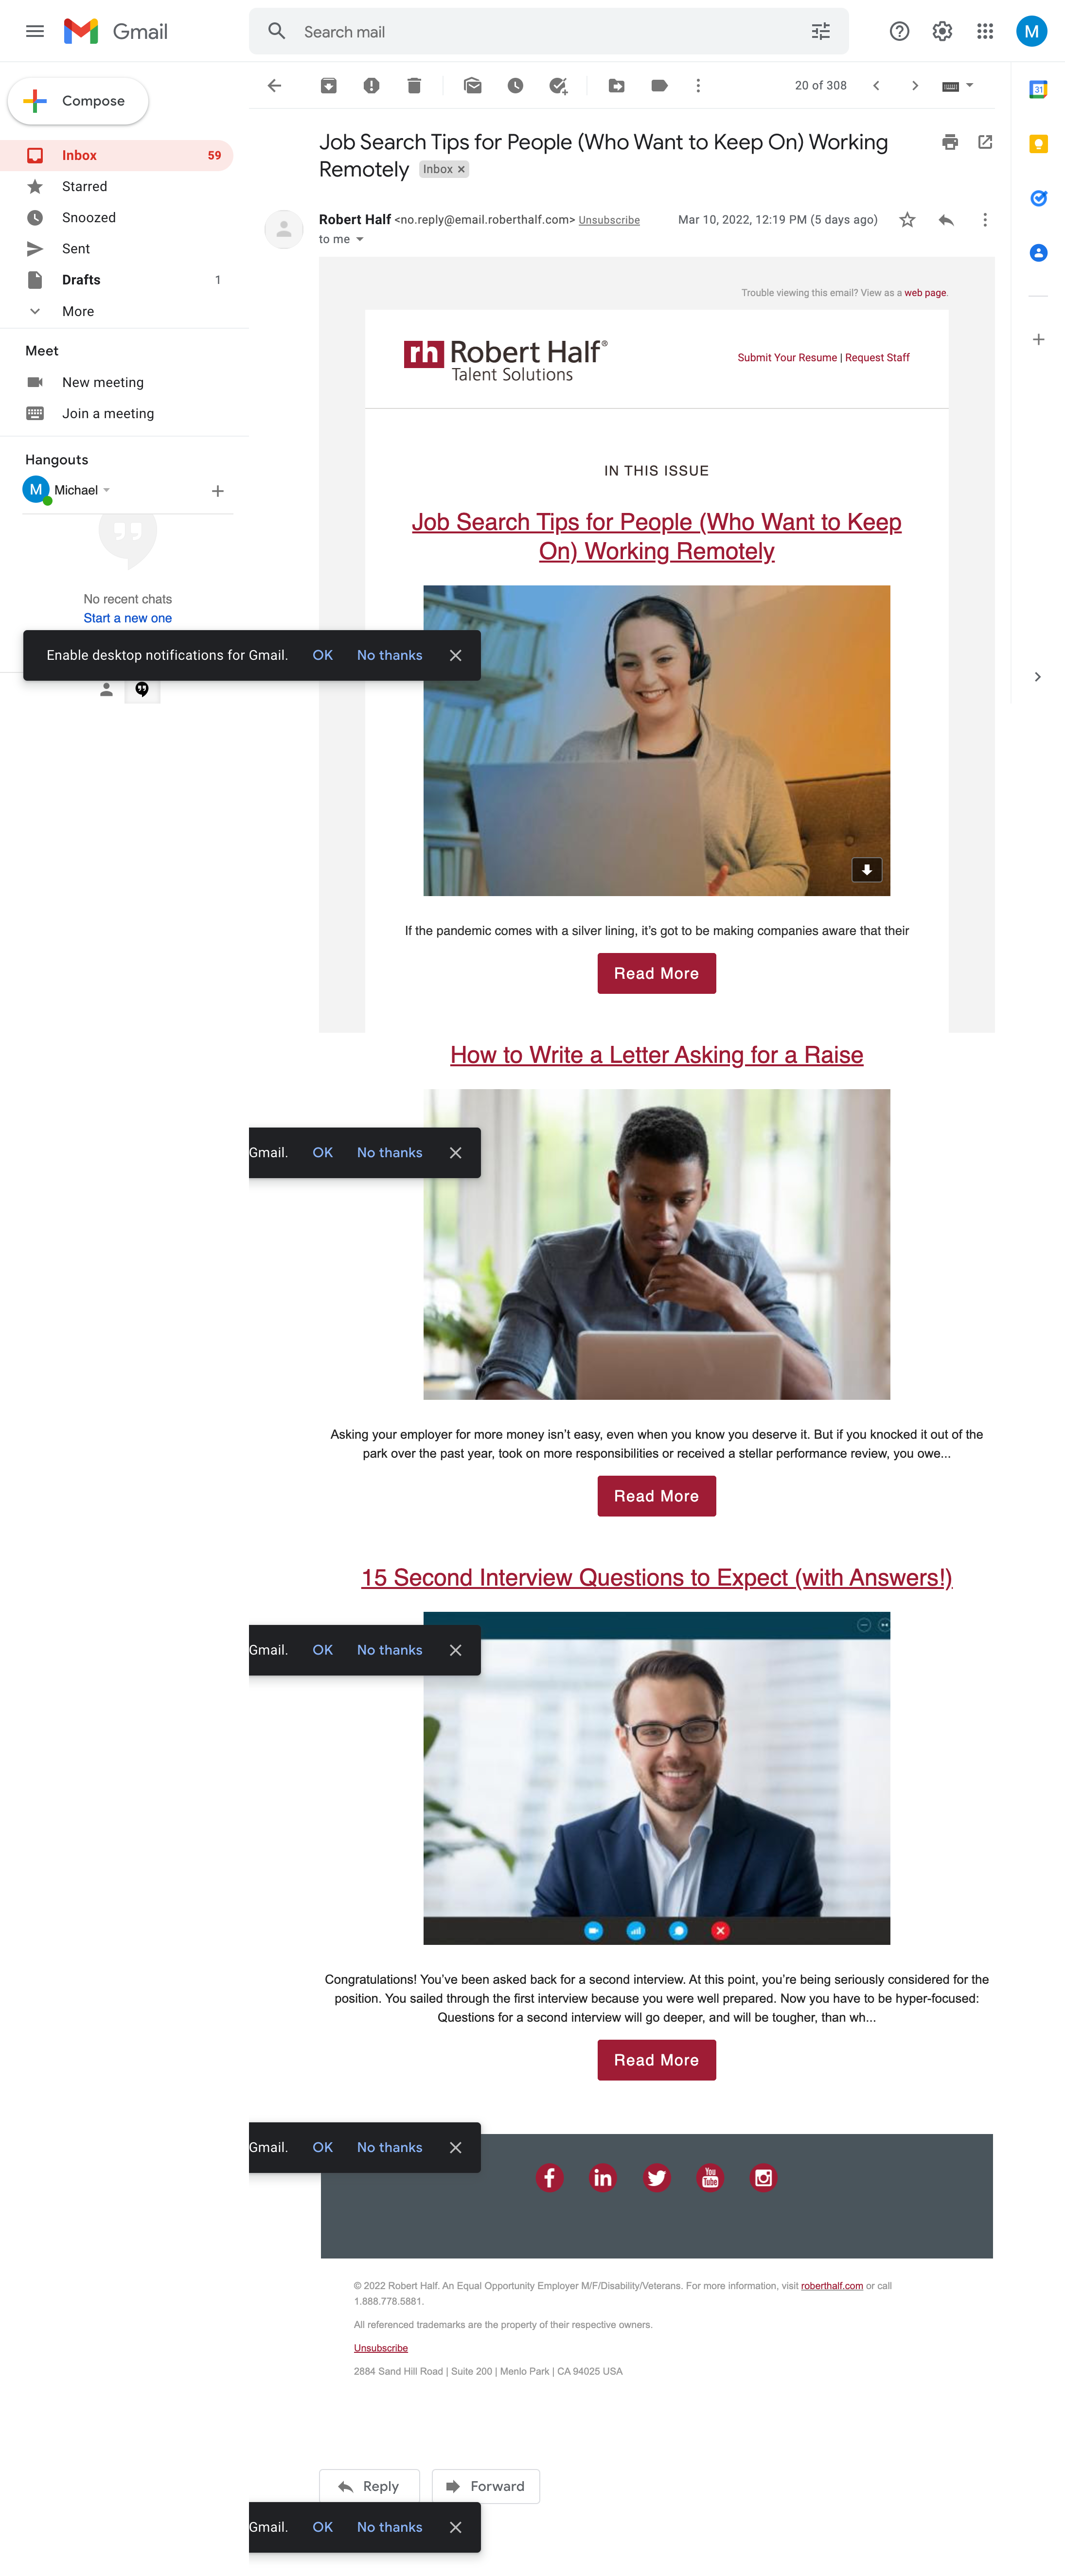 Gmail
Search mail
M
Compose
20 of 308
Inbox 59
Starred
Snoozed
Sent
Drafts 1
More
Meet
New meeting
Join a meeting
Hangouts
M Michael
No recent chats
Start a new one
Enable desktop notifications for Gmail. OK No thanks
31
Job Search Tips for People (Who Want to Keep On) Working
Remotely Inbox x
Robert Half <no.reply@email.roberthalf.com> Unsubscribe
Mar 10, 2022, 12:19 PM (5 days ago)
to me
Trouble viewing this email? View as a web page.
rh Robert Half®
Talent Solutions
Submit Your Resume | Request Staff
IN THIS ISSUE
Job Search Tips for People (Who Want to Keep
On) Working Remotely
If the pandemic comes with a silver lining, it's got to be making companies aware that their
Read More
How to Write a Letter Asking for a Raise
Gmail. OK No thanks
Asking your employer for more money isn't easy, even when you know you deserve it. But if you knocked it out of the
park over the past year, took on more responsibilities or received a stellar performance review, you owe...
Read More
15 Second Interview Questions to Expect (with Answers!)
Gmail. OK No thanks
Congratulations! You've been asked back for a second interview. At this point, you're being seriously considered for the
position. You sailed through the first interview because you were well prepared. Now you have to be hyper-focused:
Questions for a second interview will go deeper, and will be tougher, than wh...
Read More
Gmail. OK No thanks
f in You Tube
© 2022 Robert Half. An Equal Opportunity Employer M/F/Disability/Veterans. For more information, visit roberthalf.com or call
1.888.778.5881.
All referenced trademarks are the property of their respective owners.
Unsubscribe
2884 Sand Hill Road | Suite 200 | Menlo Park | CA 94025 USA
Reply Forward
Gmail. OK No thanks